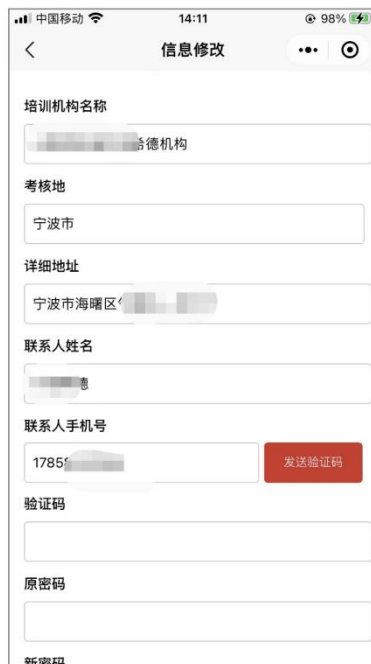 中国移动 14:11 98%
信息修改
培训机构名称
希德机构
考核地
宁波市
详细地址
宁波市海曙区
联系人姓名
德
联系人手机号
1785
发送验证码
验证码
原密码
新密码